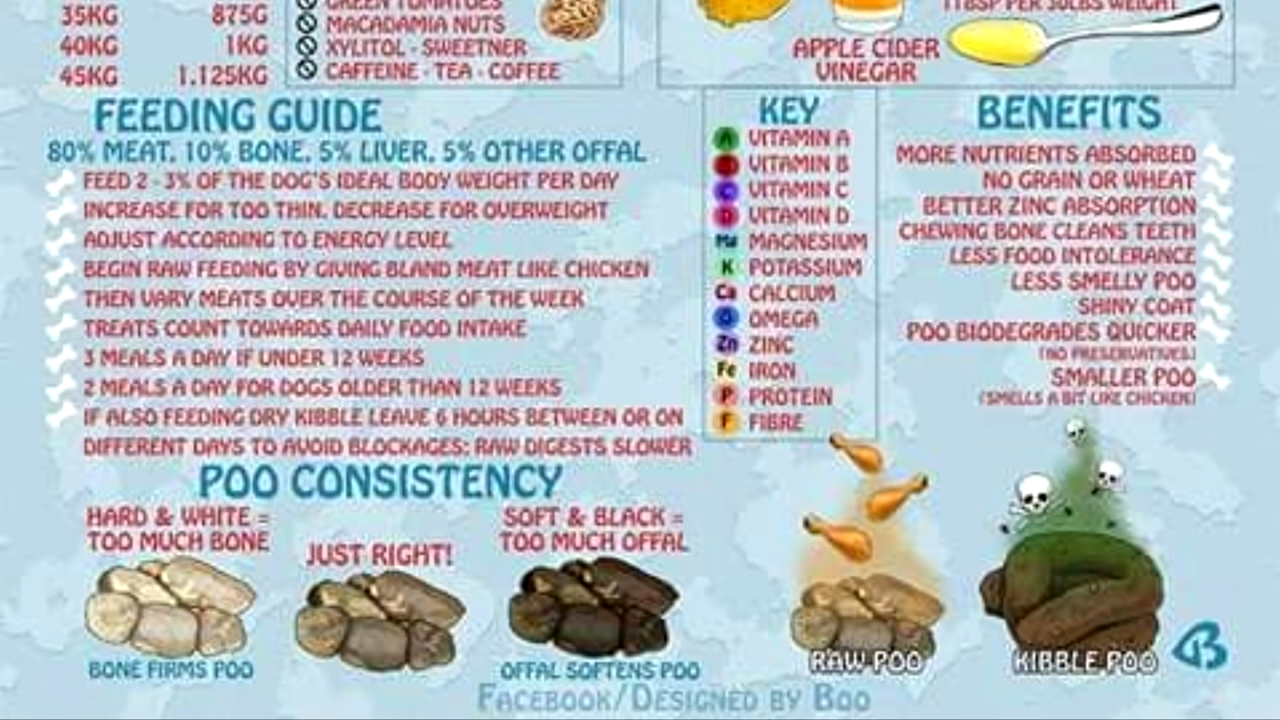 35KG 875G
40KG 1KG
45KG 1.125KG
GREEN TOMATOES
MACADAMIA NUTS
XYLITOL - SWEETNER
CAFFEINE - TEA - COFFEE
1TBSP PER 30LBS WEIGHT
APPLE CIDER
VINEGAR
FEEDING GUIDE
80% MEAT, 10% BONE, 5% LIVER, 5% OTHER OFFAL
FEED 2 - 3% OF THE DOG'S IDEAL BODY WEIGHT PER DAY
INCREASE FOR TOO THIN, DECREASE FOR OVERWEIGHT
ADJUST ACCORDING TO ENERGY LEVEL
BEGIN RAW FEEDING BY GIVING BLAND MEAT LIKE CHICKEN
THEN VARY MEATS OVER THE COURSE OF THE WEEK
TREATS COUNT TOWARDS DAILY FOOD INTAKE
3 MEALS A DAY IF UNDER 12 WEEKS
2 MEALS A DAY FOR DOGS OLDER THAN 12 WEEKS
IF ALSO FEEDING DRY KIBBLE LEAVE 6 HOURS BETWEEN OR ON
DIFFERENT DAYS TO AVOID BLOCKAGES: RAW DIGESTS SLOWER
KEY
A VITAMIN A
VITAMIN B
C VITAMIN C
D VITAMIN D
MAGNESIUM
K POTASSIUM
Ca CALCIUM
OMEGA
Zn ZINC
Fe IRON
P PROTEIN
F FIBRE
BENEFITS
MORE NUTRIENTS ABSORBED
NO GRAIN OR WHEAT
BETTER ZINC ABSORPTION
CHEWING BONE CLEANS TEETH
LESS FOOD INTOLERANCE
LESS SMELLY POO
SHINY COAT
POO BIODEGRADES QUICKER
(NO PRESERVATIVES)
SMALLER POO
(SMELLS A BIT LIKE CHICKEN)
POO CONSISTENCY
HARD & WHITE =
TOO MUCH BONE
JUST RIGHT!
SOFT & BLACK =
TOO MUCH OFFAL
BONE FIRMS POO
OFFAL SOFTENS POO
RAW POO
KIBBLE POO
B
FACEBOOK/DESIGNED BY BOO